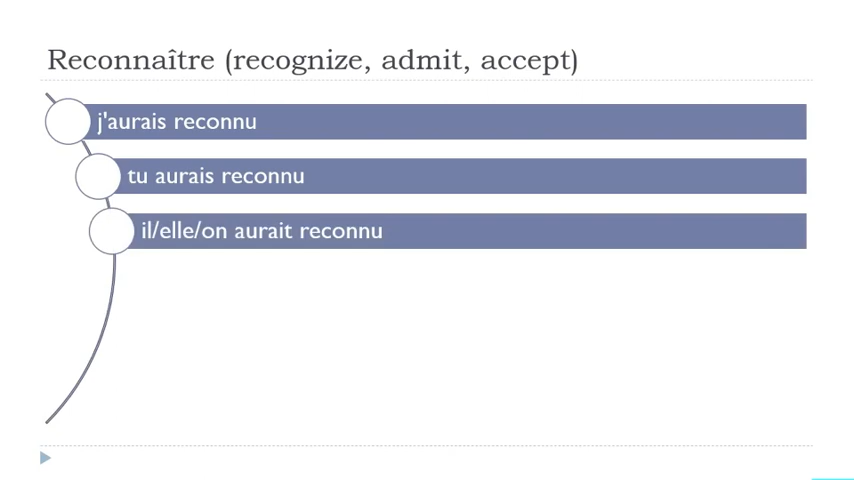 Reconnaître (recognize, admit, accept)
j'aurais reconnu
tu aurais reconnu
il/elle/on aurait reconnu